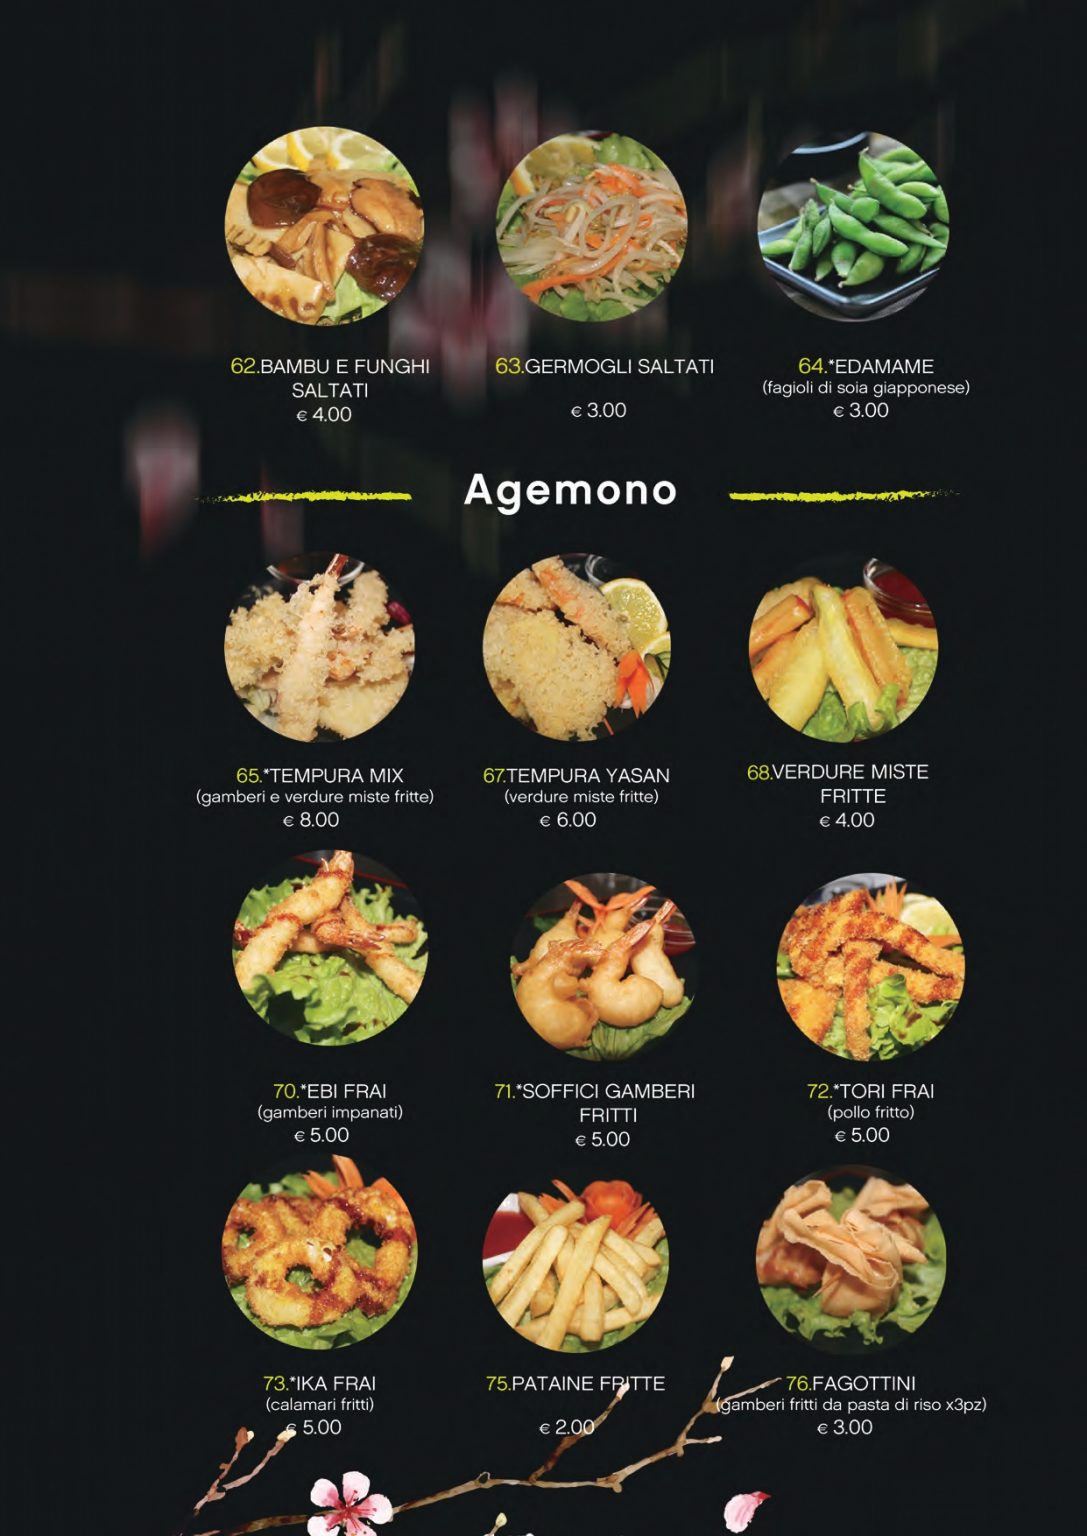 62.BAMBU E FUNGHI
SALTATI
€ 4.00
63.GERMOGLI SALTATI
€ 3.00
64.*EDAMAME
(fagioli di soia giapponese)
€ 3.00
Agemono
65.*TEMPURA MIX
(gamberi e verdure miste fritte)
€ 8.00
67.TEMPURA YASAN
(verdure miste fritte)
€ 6.00
68.VERDURE MISTE
FRITTE
€ 4.00
70.*EBI FRAI
(gamberi impanati)
€ 5.00
71.*SOFFICI GAMBERI
FRITTI
€ 5.00
72.*TORI FRAI
(pollo fritto)
€ 5.00
73.*IKA FRAI
(calamari fritti)
€ 5.00
75.PATAINE FRITTE
€ 2.00
76.FAGOTTINI
(gamberi fritti da pasta di riso x3pz)
€ 3.00